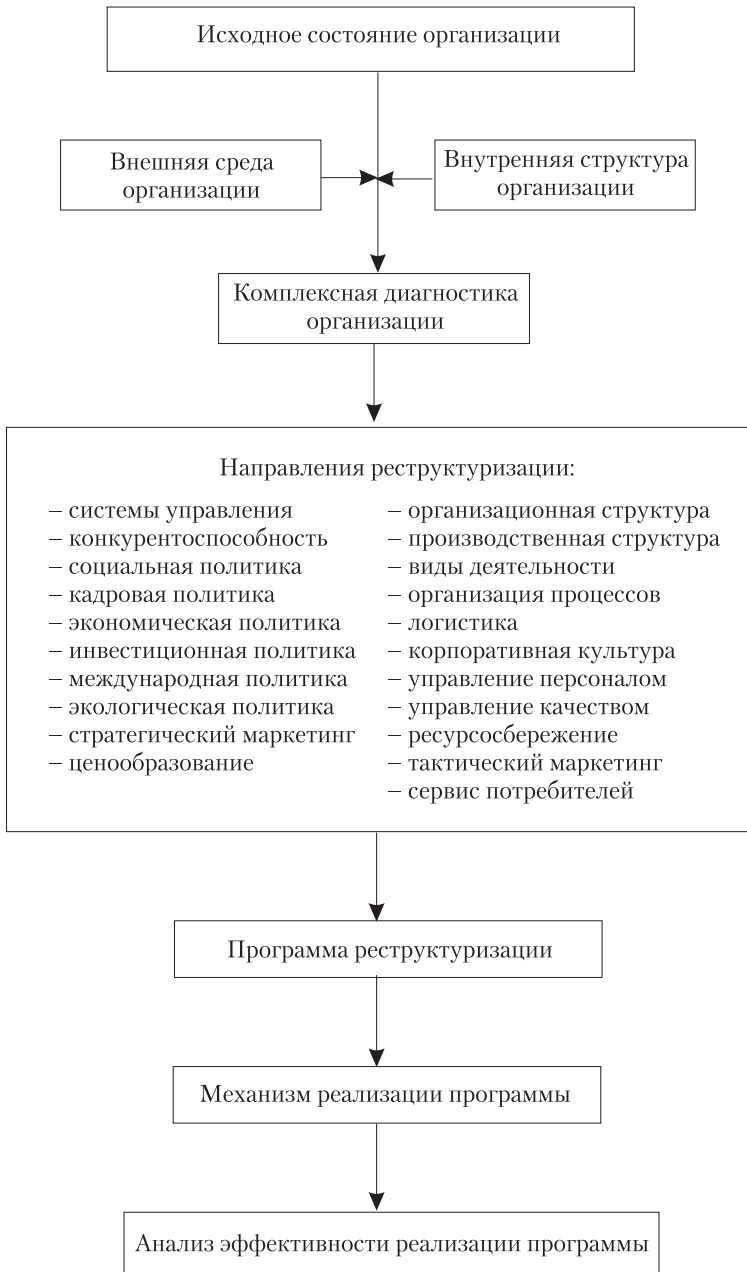 Исходное состояние организации
Внешняя среда
организации
Внутренняя структура
организации
Комплексная диагностика
организации
Направления реструктуризации:
– системы управления
– конкурентоспособность
– социальная политика
– кадровая политика
– экономическая политика
– инвестиционная политика
– международная политика
– экологическая политика
– стратегический маркетинг
– ценообразование
– организационная структура
– производственная структура
– виды деятельности
– организация процессов
– логистика
– корпоративная культура
– управление персоналом
– управление качеством
– ресурсосбережение
– тактический маркетинг
– сервис потребителей
Программа реструктуризации
Механизм реализации программы
Анализ эффективности реализации программы